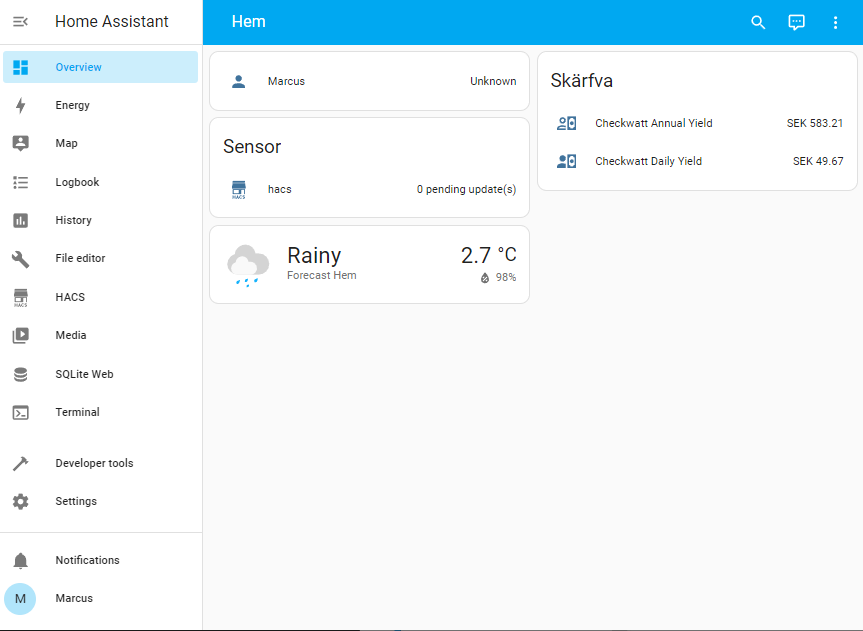 Home Assistant
Overview
Energy
Map
Logbook
History
File editor
HACS
HACS
Media
SQLite Web
Terminal
Developer tools
Settings
Notifications
M
Marcus
Hem
Marcus
Unknown
Sensor
HACS
hacs
0 pending update(s)
Rainy
2.7 °C
Forecast Hem
98%
Skärfva
Checkwatt Annual Yield
SEK 583.21
Checkwatt Daily Yield
SEK 49.67